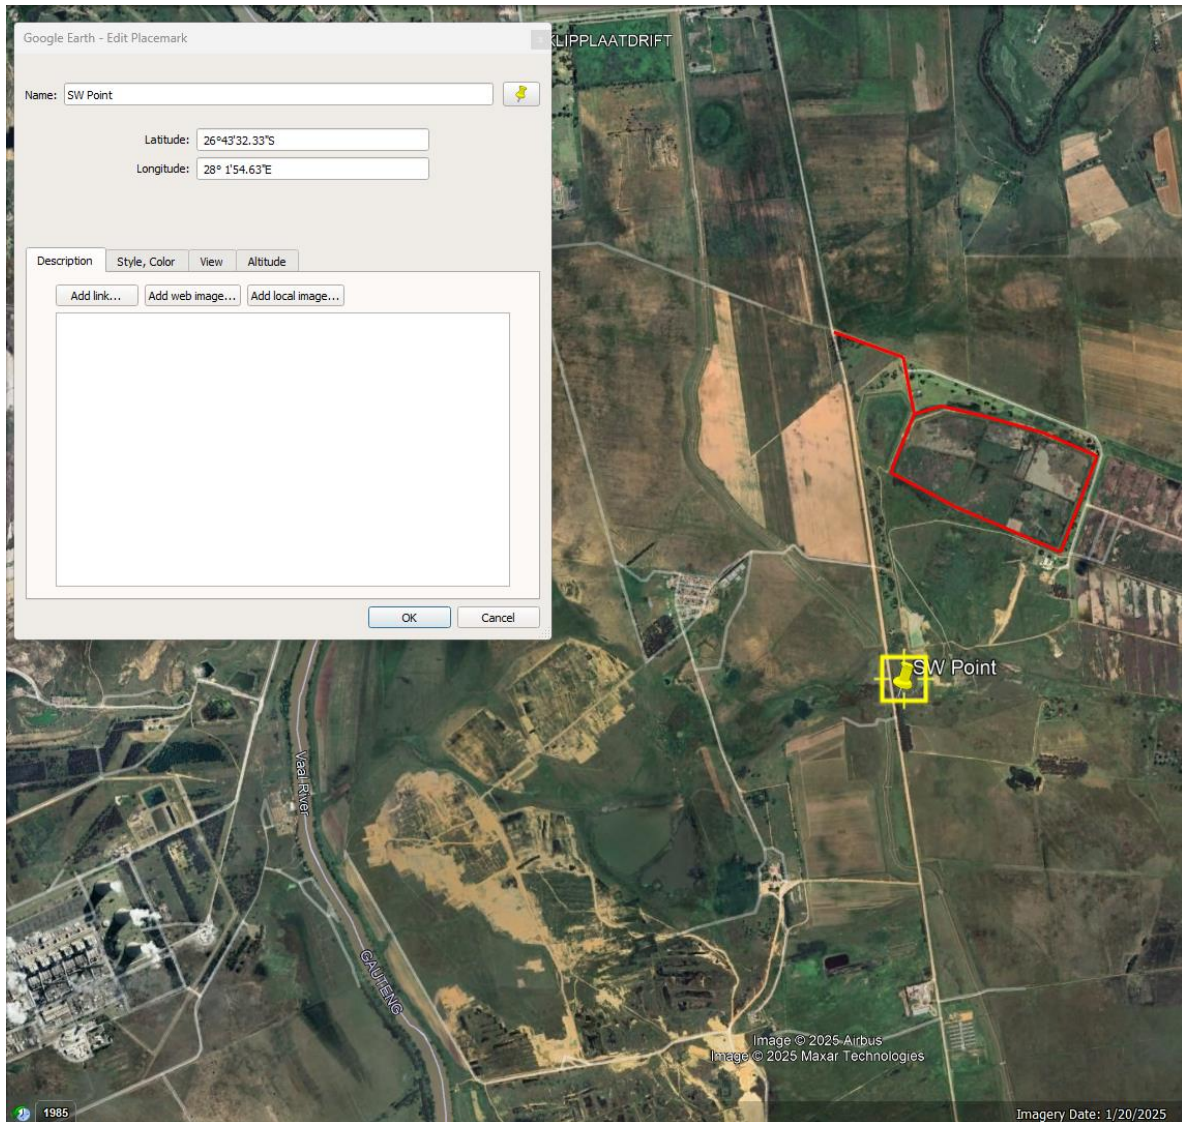 Google Earth - Edit Placemark
KLIPPLAATDRIFT
Name: SW Point
Latitude: 26°43'32.33"S
Longitude: 28° 1'54.63"E
Description Style, Color View Altitude
Add link... Add web image... Add local image...
OK Cancel
SW Point
Vaal River
GAUTENG
Image © 2025 Airbus
Image © 2025 Maxar Technologies
1985
Imagery Date: 1/20/2025